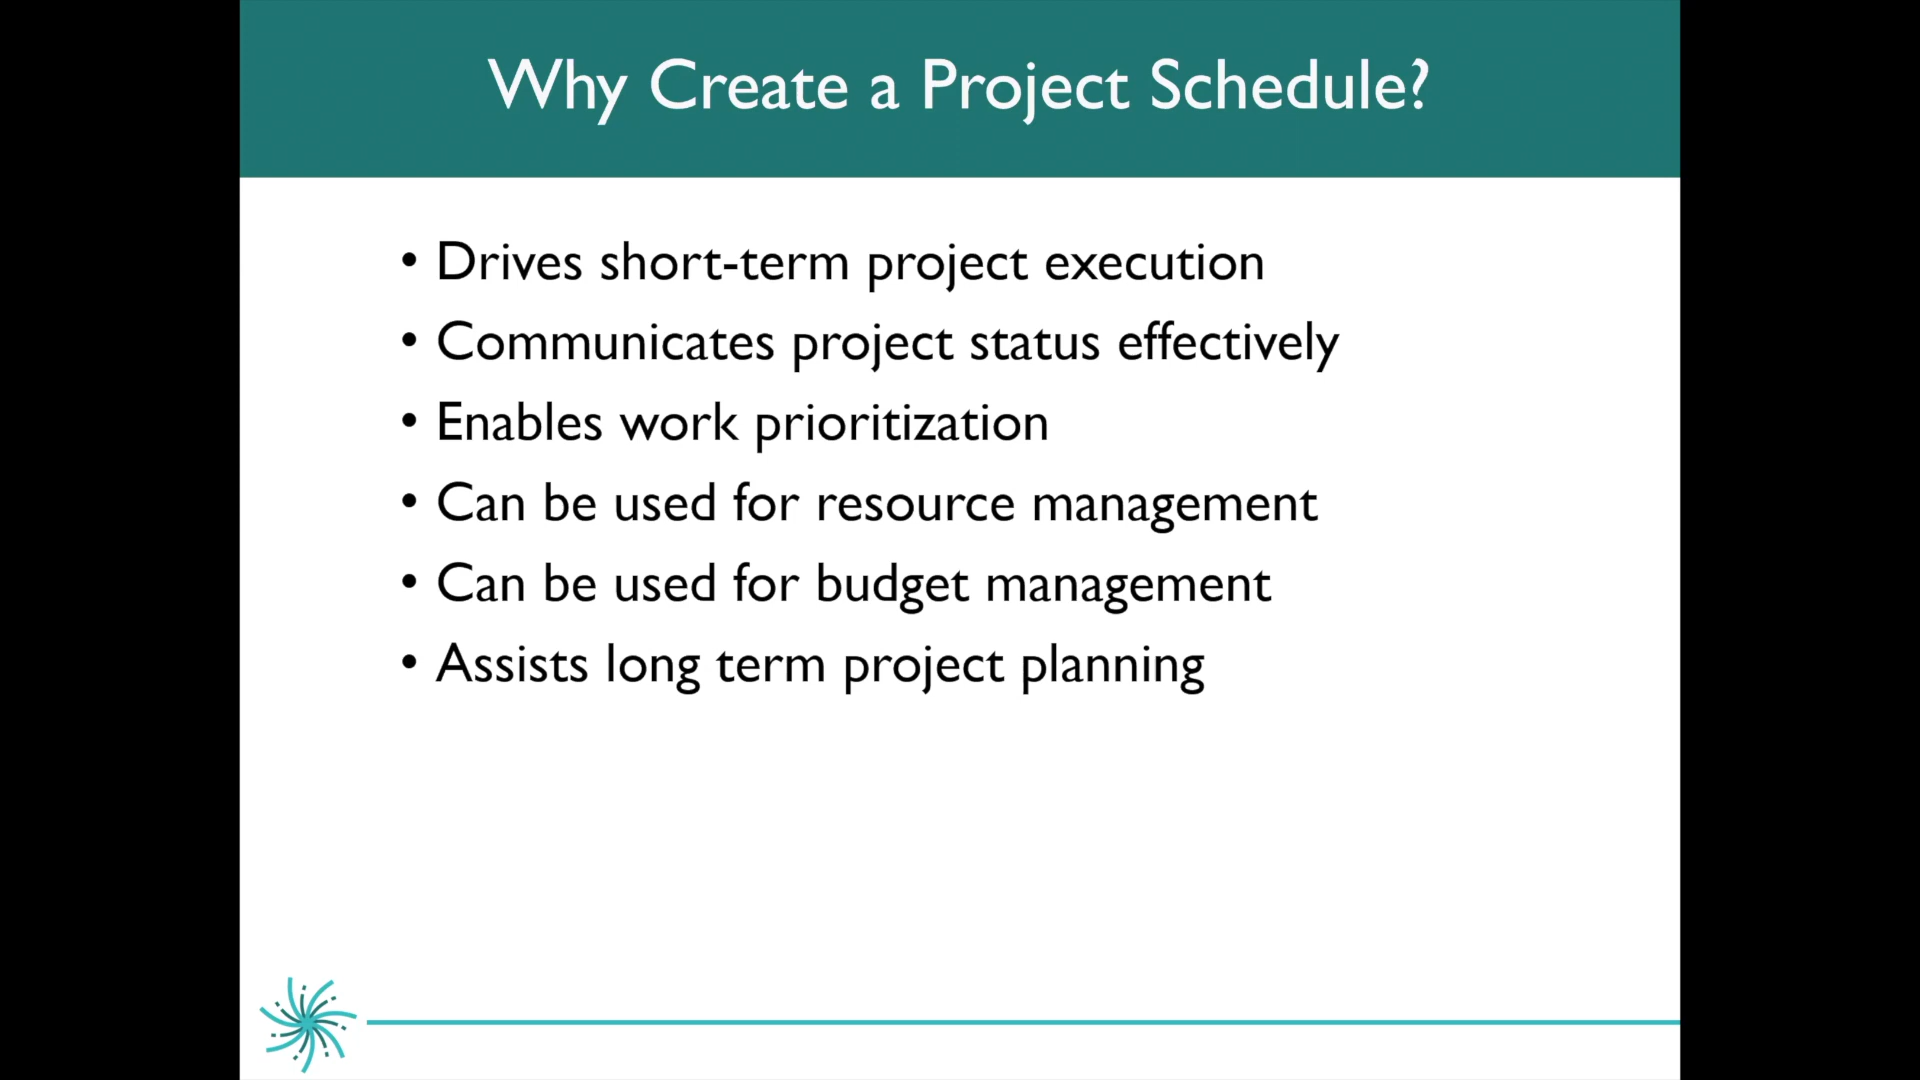 Why Create a Project Schedule?
• Drives short-term project execution
• Communicates project status effectively
• Enables work prioritization
• Can be used for resource management
• Can be used for budget management
• Assists long term project planning